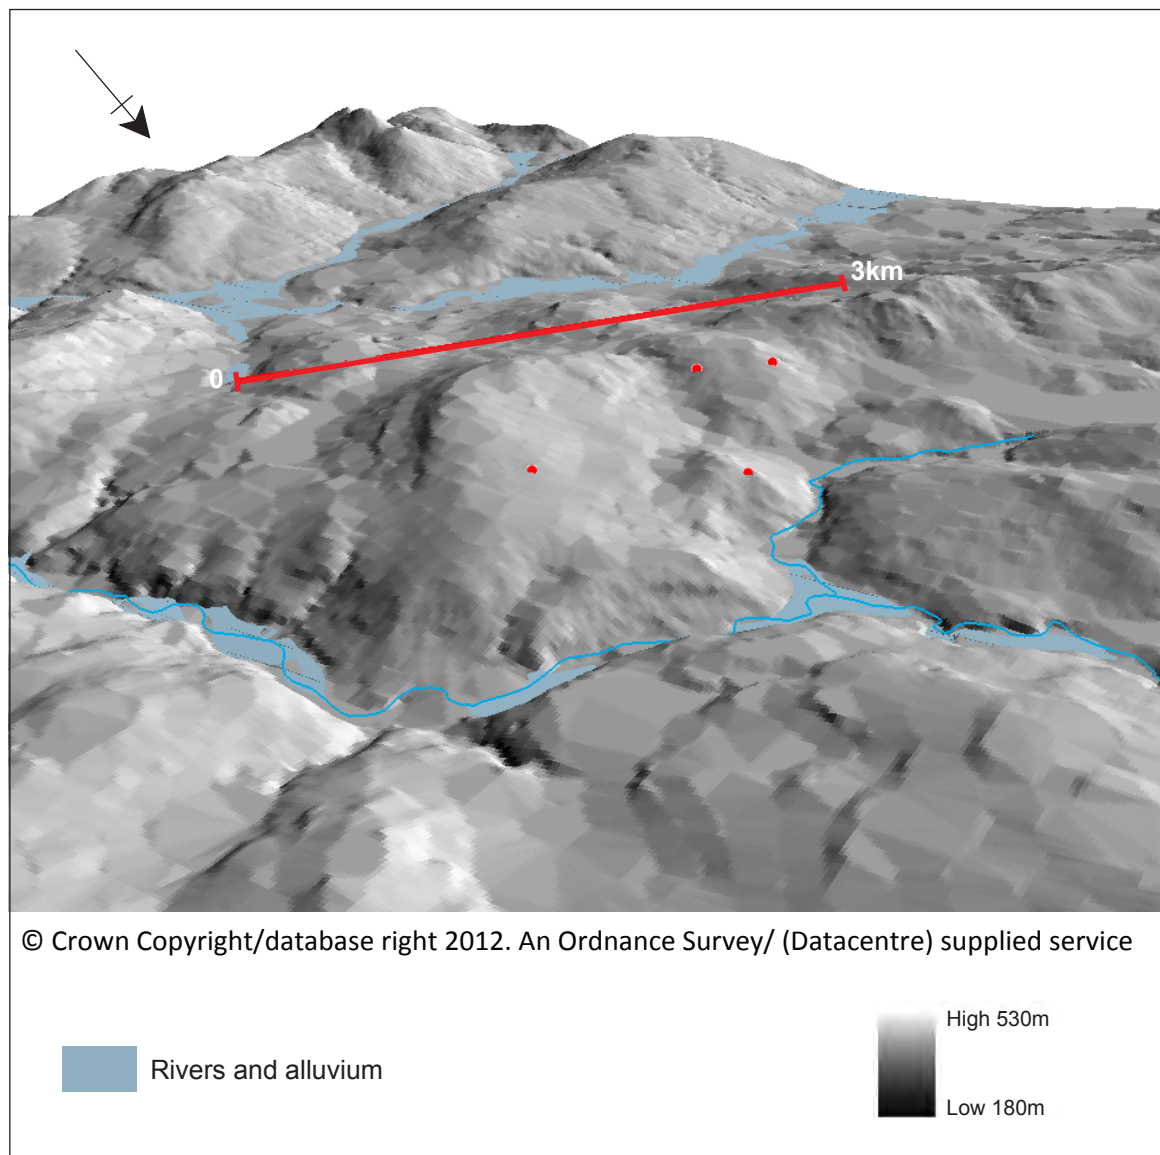 3km
0
© Crown Copyright/database right 2012. An Ordnance Survey/ (Datacentre) supplied service
High 530m
Rivers and alluvium
Low 180m